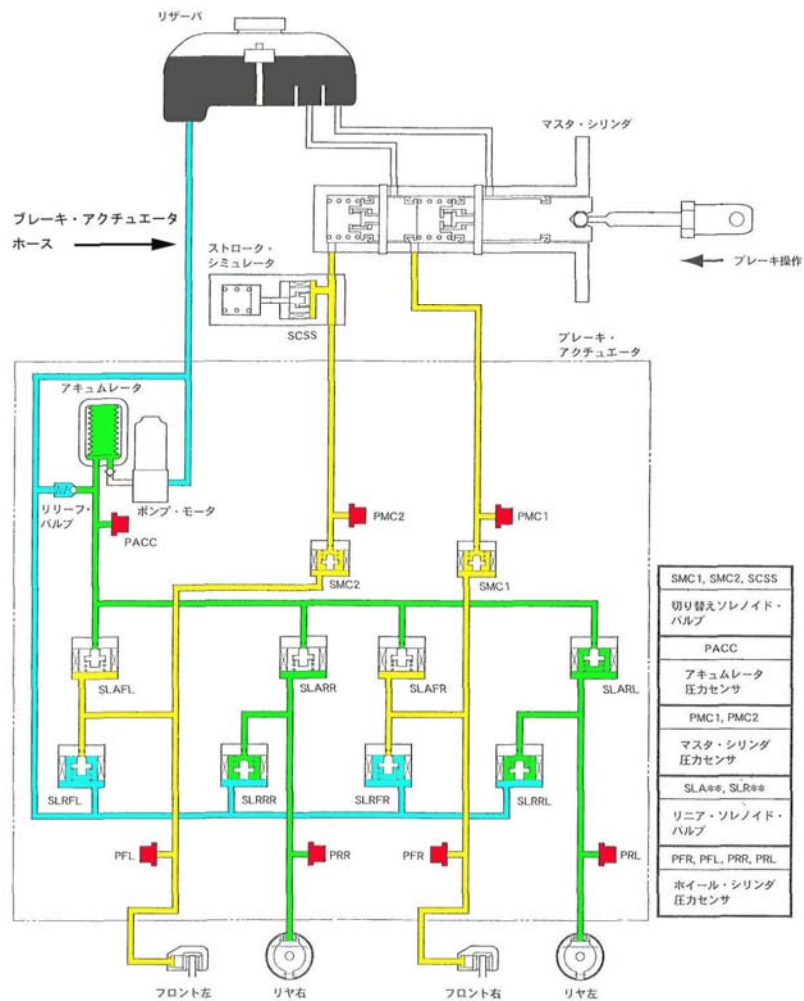 リザーバ
マスタ・シリンダ
ブレーキ・アクチュエータ
ホース
ストローク・
シミュレータ
ブレーキ操作
SCSS
ブレーキ・
アクチュエータ
アキュムレータ
リリーフ・
バルブ
ポンプ・モータ
PACC
PMC2
PMC1
SMC2
SMC1
SLAFL
SLARR
SLAFR
SLARL
SLRFL
SLRRR
SLRFR
SLRRL
PFL
PRR
PFR
PRL
フロント左
リヤ右
フロント右
リヤ左
SMC1, SMC2, SCSS
切り替えソレノイド・
バルブ
PACC
アキュムレータ
圧力センサ
PMC1, PMC2
マスタ・シリンダ
圧力センサ
SLA**, SLR**
リニア・ソレノイド・
バルブ
PFR, PFL, PRR, PRL
ホイール・シリンダ
圧力センサ